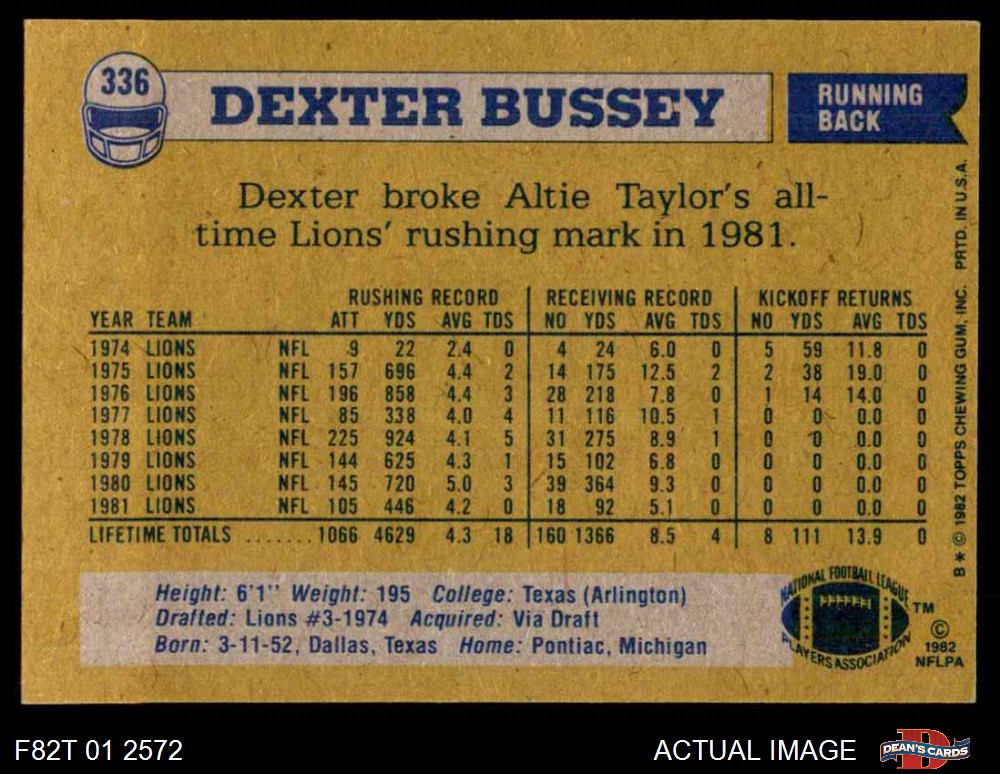 336
DEXTER BUSSEY
RUNNING
BACK
Dexter broke Altie Taylor's all-
time Lions' rushing mark in 1981.
RUSHING RECORD RECEIVING RECORD KICKOFF RETURNS
YEAR TEAM ATT YDS AVG TDS NO YDS AVG TDS NO YDS AVG TDS
1974 LIONS NFL 9 22 2.4 0 4 24 6.0 0 5 59 11.8 0
1975 LIONS NFL 157 696 4.4 2 14 175 12.5 2 2 38 19.0 0
1976 LIONS NFL 196 858 4.4 3 28 218 7.8 0 1 14 14.0 0
1977 LIONS NFL 85 338 4.0 4 11 116 10.5 1 0 0 0.0 0
1978 LIONS NFL 225 924 4.1 5 31 275 8.9 1 0 0 0.0 0
1979 LIONS NFL 144 625 4.3 1 15 102 6.8 0 0 0 0.0 0
1980 LIONS NFL 145 720 5.0 3 39 364 9.3 0 0 0 0.0 0
1981 LIONS NFL 105 446 4.2 0 18 92 5.1 0 0 0 0.0 0
LIFETIME TOTALS ....... 1066 4629 4.3 18 160 1366 8.5 4 8 111 13.9 0
Height: 6'1" Weight: 195 College: Texas (Arlington)
Drafted: Lions #3-1974 Acquired: Via Draft
Born: 3-11-52, Dallas, Texas Home: Pontiac, Michigan
NATIONAL FOOTBALL LEAGUE
PLAYERS ASSOCIATION
TM
©
1982
NFLPA
B * © 1982 TOPPS CHEWING GUM, INC. PRTD. IN U.S.A.
F82T 01 2572
ACTUAL IMAGE
DEAN'S CARDS